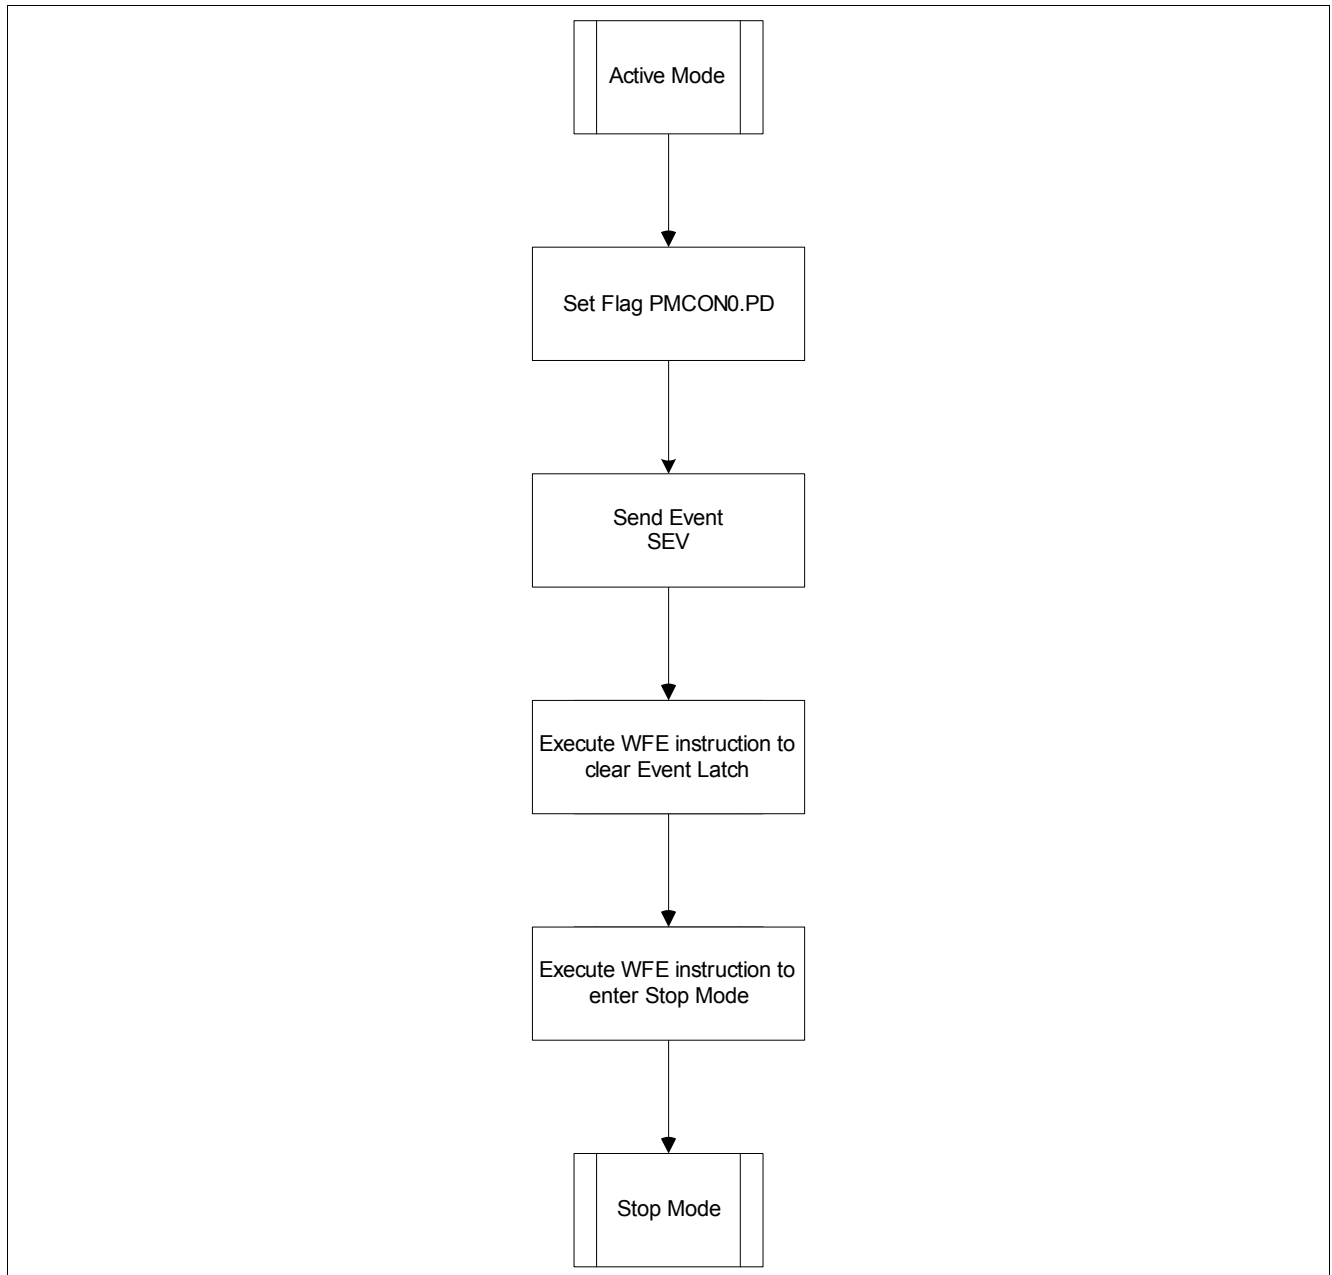 Active Mode
Set Flag PMCON0.PD
Send Event
SEV
Execute WFE instruction to
clear Event Latch
Execute WFE instruction to
enter Stop Mode
Stop Mode